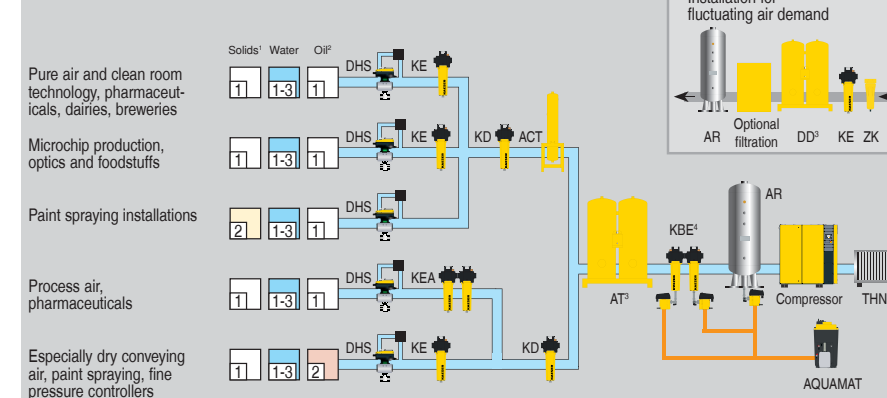 Installation for
fluctuating air demand
AR
Optional
filtration
DD³
KE
ZK
Solids¹ Water Oil²
Pure air and clean room
technology, pharmaceut-
icals, dairies, breweries
1 1-3 1
DHS KE
Microchip production,
optics and foodstuffs
1 1-3 1
DHS KE KD ACT
Paint spraying installations
2 1-3 1
DHS
Process air,
pharmaceuticals
1 1-3 1
DHS KEA
Especially dry conveying
air, paint spraying, fine
pressure controllers
1 1-3 2
DHS KE KD
AT³
KBE⁴
AR
Compressor
THN
AQUAMAT